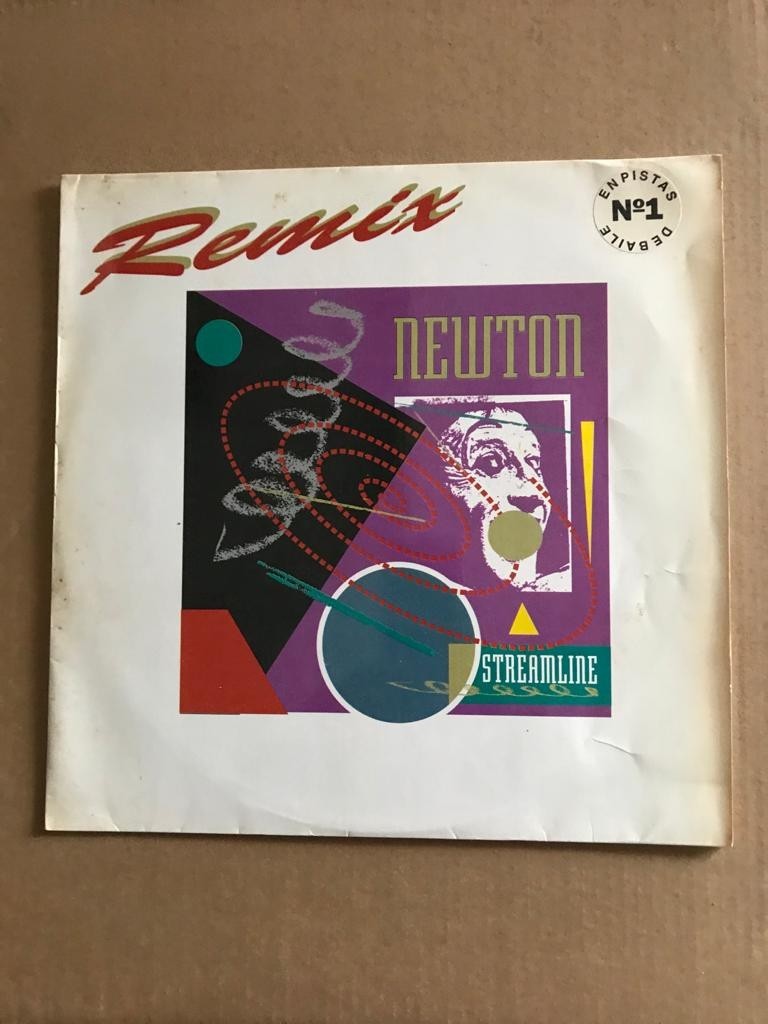 Remix
EN PISTAS
Nº1
DE BAILE
NEWTON
STREAMLINE